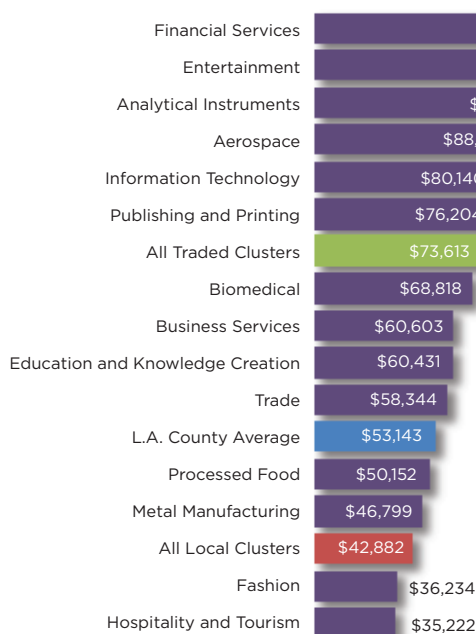 Financial Services
Entertainment
Analytical Instruments $
Aerospace $88,
Information Technology $80,140
Publishing and Printing $76,204
All Traded Clusters $73,613
Biomedical $68,818
Business Services $60,603
Education and Knowledge Creation $60,431
Trade $58,344
L.A. County Average $53,143
Processed Food $50,152
Metal Manufacturing $46,799
All Local Clusters $42,882
Fashion $36,234
Hospitality and Tourism $35,222